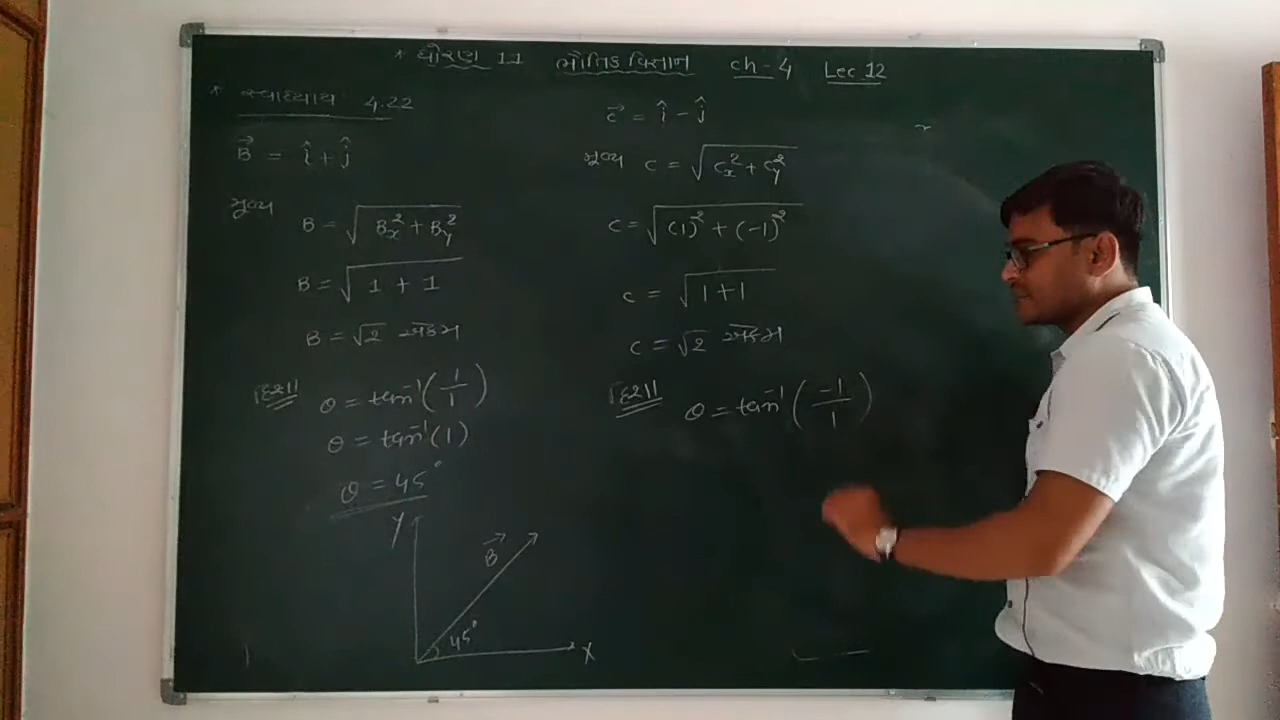 * ધોરણ 11 ભૌતિક વિજ્ઞાન ch-4 Lec 12
* સ્વાધ્યાય 4.22
B⃗ = î + ĵ
મૂલ્ય B = √(Bx² + By²)
B = √(1 + 1)
B = √2 એકમ
દિશા θ = tan⁻¹(1/1)
θ = tan⁻¹(1)
θ = 45°
Y
B⃗
45°
X
c⃗ = î − ĵ
મૂલ્ય C = √(Cx² + Cy²)
C = √((1)² + (-1)²)
C = √(1+1)
C = √2 એકમ
દિશા θ = tan⁻¹(-1/1)